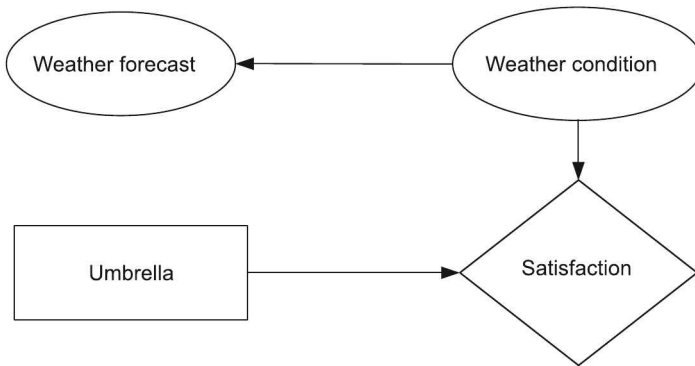 Weather forecast
Weather condition
Umbrella
Satisfaction